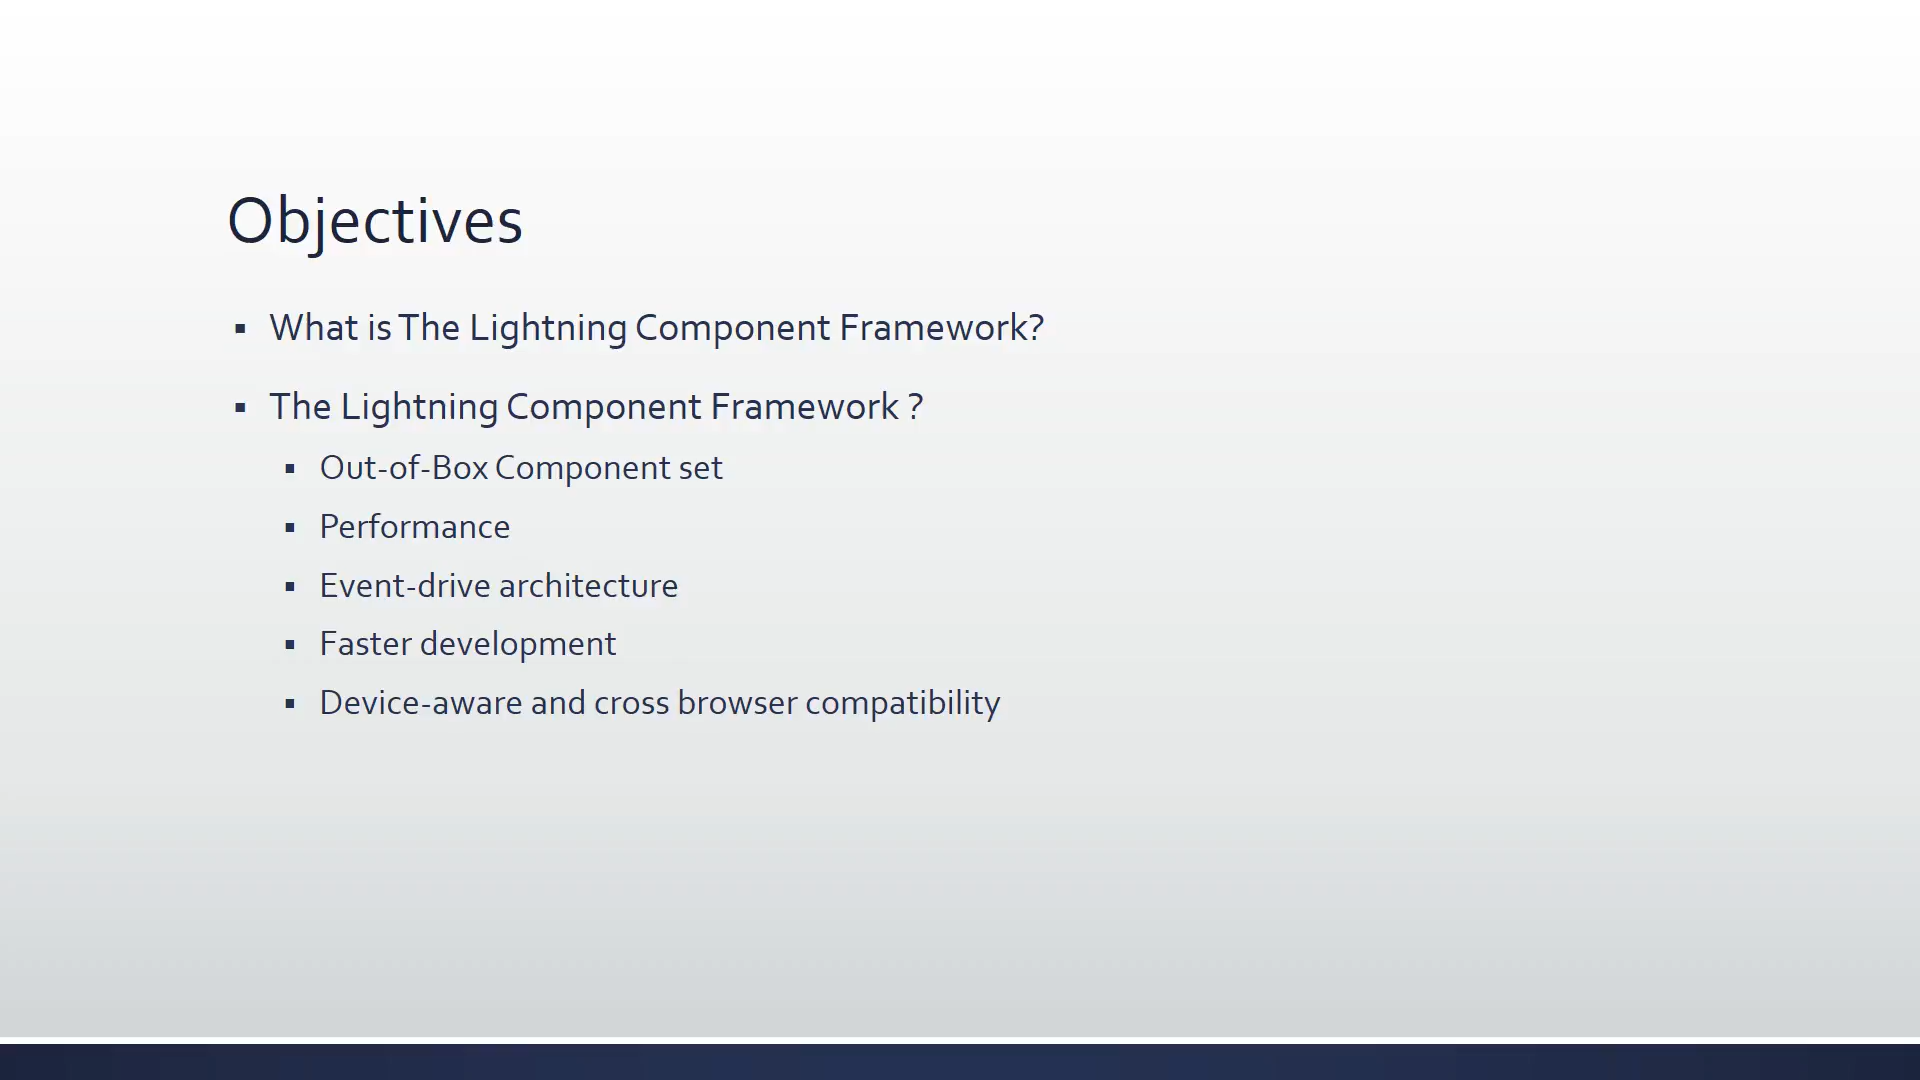 Objectives
▪ What is The Lightning Component Framework?
▪ The Lightning Component Framework ?
▪ Out-of-Box Component set
▪ Performance
▪ Event-drive architecture
▪ Faster development
▪ Device-aware and cross browser compatibility